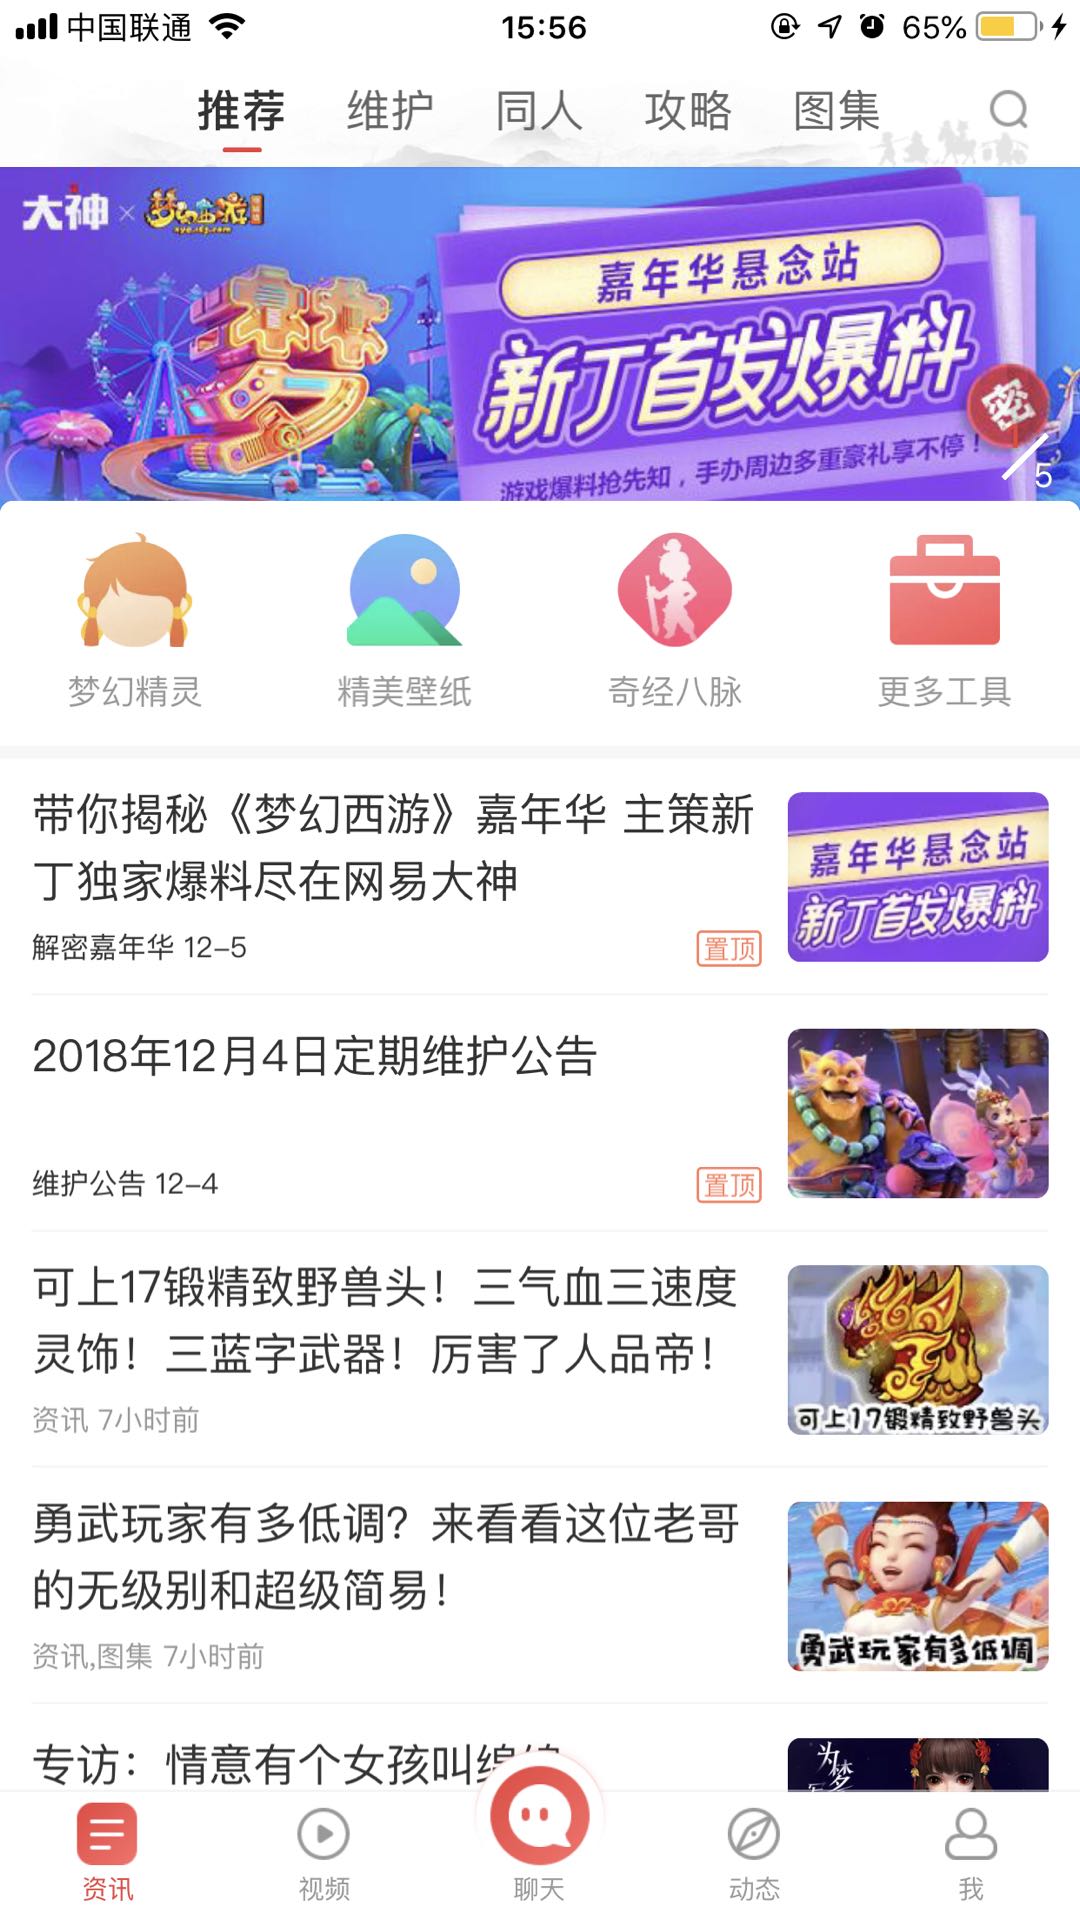 中国联通
15:56
65%
推荐 维护 同人 攻略 图集
大神 × 梦幻西游
嘉年华悬念站
新丁首发爆料
密
游戏爆料抢先知，手办周边多重豪礼享不停！
梦
/5
梦幻精灵 精美壁纸 奇经八脉 更多工具
带你揭秘《梦幻西游》嘉年华 主策新
丁独家爆料尽在网易大神
解密嘉年华 12-5
置顶
嘉年华悬念站
新丁首发爆料
2018年12月4日定期维护公告
维护公告 12-4
置顶
可上17锻精致野兽头！三气血三速度
灵饰！三蓝字武器！厉害了人品帝！
资讯 7小时前
可上17锻精致野兽头
勇武玩家有多低调？来看看这位老哥
的无级别和超级简易！
资讯,图集 7小时前
勇武玩家有多低调
专访：情意有个女孩叫绵绵
为梦
资讯 视频 聊天 动态 我